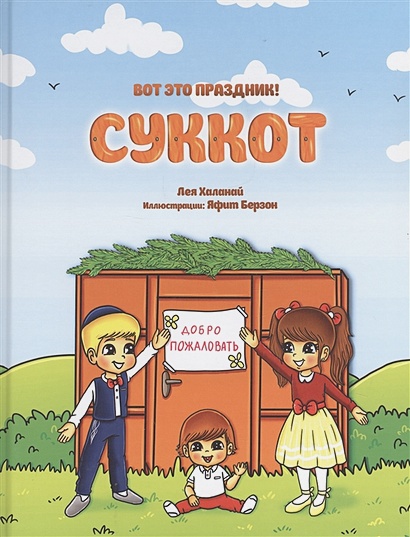 ВОТ ЭТО ПРАЗДНИК!
СУККОТ
Лея Халанай
Иллюстрации: Яфит Берзон
ДОБРО
ПОЖАЛОВАТЬ